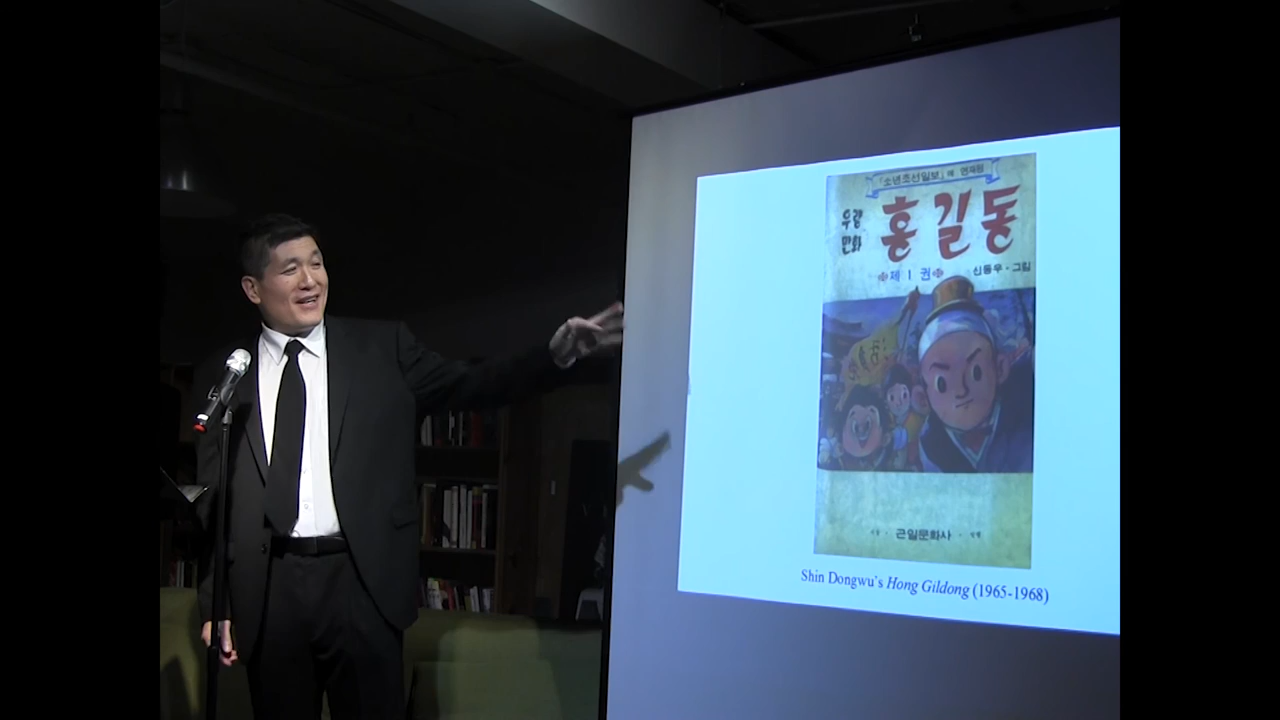 「소년조선일보」에 연재된
우량
만화
홍길동
제 1 권
신동우·그림
근일문화사
Shin Dongwu's Hong Gildong (1965-1968)